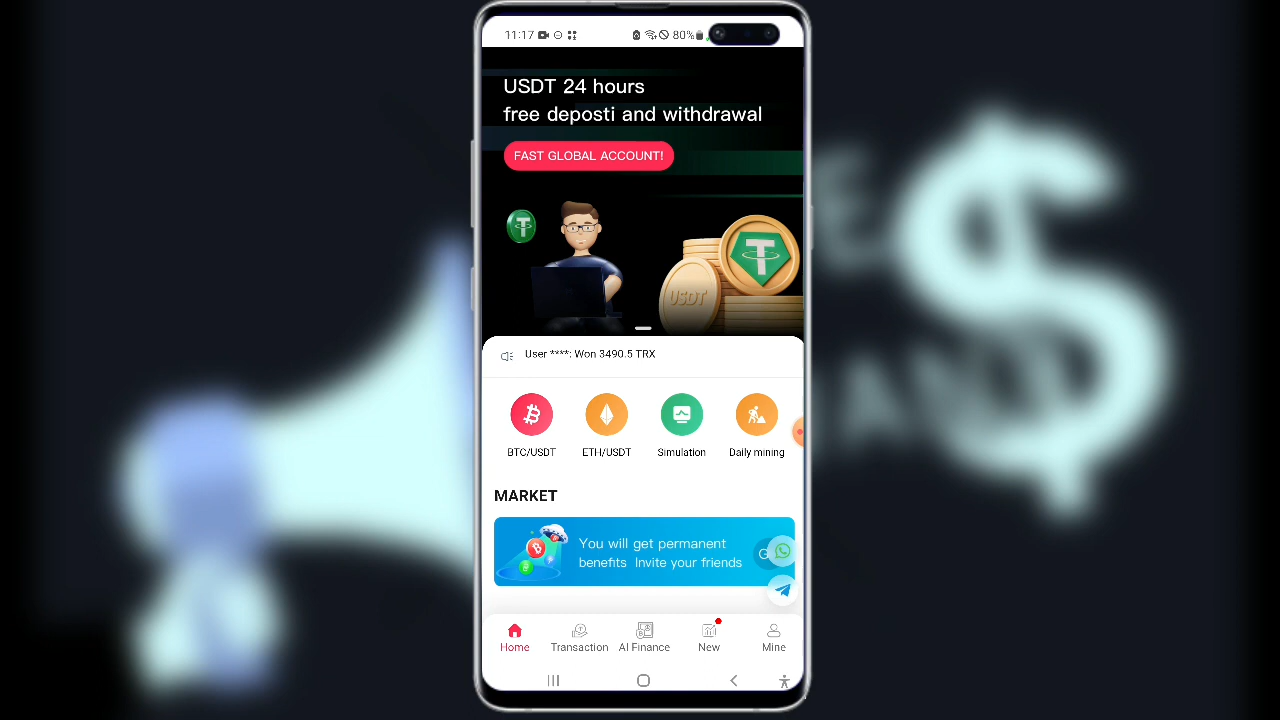 11:17
80%
USDT 24 hours
free deposti and withdrawal
FAST GLOBAL ACCOUNT!
USDT
User ****: Won 3490.5 TRX
BTC/USDT
ETH/USDT
Simulation
Daily mining
MARKET
You will get permanent
benefits Invite your friends
Home
Transaction
AI Finance
New
Mine